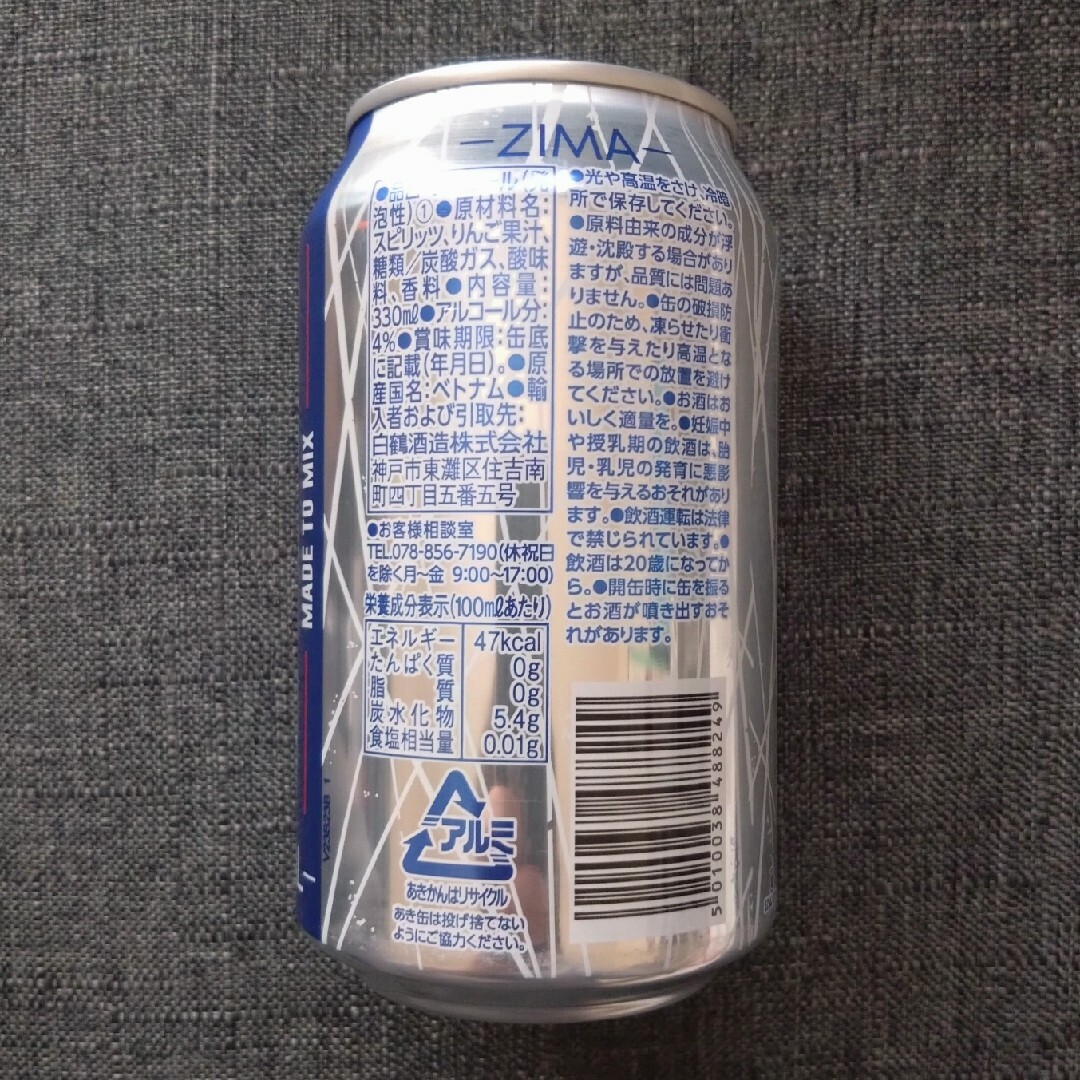 ZIMA
泡性)①●原材料名:
スピリッツ、りんご果汁、
糖類/炭酸ガス、酸味
料、香料●内容量:
330㎖●アルコール分:
4%●賞味期限:缶底
に記載(年月日)。●原
産国名:ベトナム●輸
入者および引取先:
白鶴酒造株式会社
神戸市東灘区住吉南
町四丁目五番五号
●お客様相談室
TEL.078-856-7190(休祝日
を除く月~金 9:00~17:00)
栄養成分表示(100㎖あたり)
エネルギー 47kcal
たんぱく質 0g
脂質 0g
炭水化物 5.4g
食塩相当量 0.01g
アルミ
あきかんはリサイクル
あき缶は投げ捨てない
ようにご協力ください。
●光や高温をさけ、冷暗
所で保存してください。
●原料由来の成分が浮
遊・沈殿する場合があり
ますが、品質には問題あ
りません。●缶の破損防
止のため、凍らせたり衝
撃を与えたり高温とな
る場所での放置を避け
てください。●お酒はお
いしく適量を。●妊娠中
や授乳期の飲酒は、胎
児・乳児の発育に悪影
響を与えるおそれがあり
ます。●飲酒運転は法律
で禁じられています。●
飲酒は20歳になってか
ら。●開缶時に缶を振る
とお酒が噴き出すおそ
れがあります。
5 010038 488249
MADE TO MIX